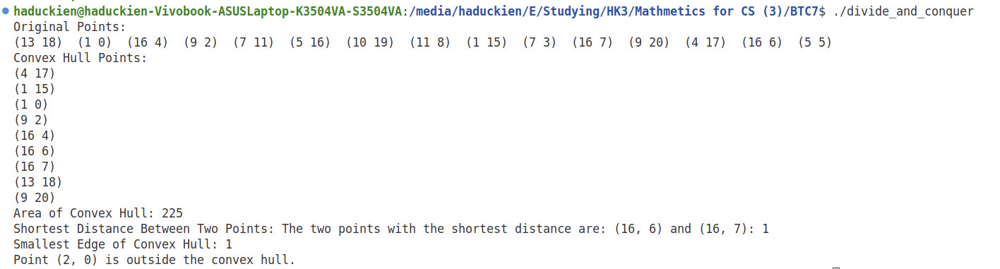 haduckien@haduckien-Vivobook-ASUSLaptop-K3504VA-S3504VA:/media/haduckien/E/Studying/HK3/Mathmetics for CS (3)/BTC7$ ./divide_and_conquer
Original Points:
(13 18)  (1 0)  (16 4)  (9 2)  (7 11)  (5 16)  (10 19)  (11 8)  (1 15)  (7 3)  (16 7)  (9 20)  (4 17)  (16 6)  (5 5)
Convex Hull Points:
(4 17)
(1 15)
(1 0)
(9 2)
(16 4)
(16 6)
(16 7)
(13 18)
(9 20)
Area of Convex Hull: 225
Shortest Distance Between Two Points: The two points with the shortest distance are: (16, 6) and (16, 7): 1
Smallest Edge of Convex Hull: 1
Point (2, 0) is outside the convex hull.